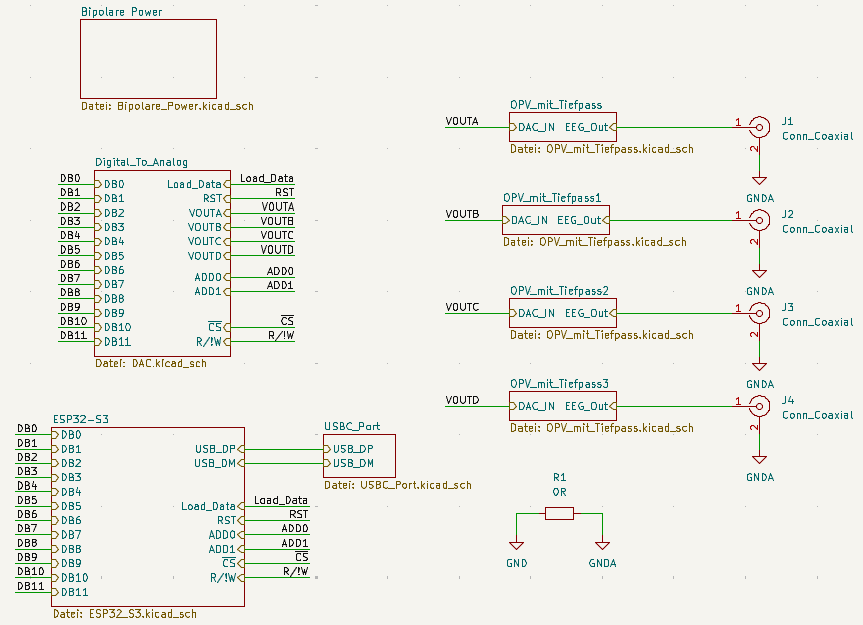 Bipolare Power
Datei: Bipolare_Power.kicad_sch
Digital_To_Analog
DB0 DB0 Load_Data Load_Data
DB1 DB1 RST RST
DB2 DB2 VOUTA VOUTA
DB3 DB3 VOUTB VOUTB
DB4 DB4 VOUTC VOUTC
DB5 DB5 VOUTD VOUTD
DB6 DB6
DB7 DB7 ADD0 ADD0
DB8 DB8 ADD1 ADD1
DB9 DB9
DB10 DB10 CS CS
DB11 DB11 R/!W R/!W
Datei: DAC.kicad_sch
ESP32-S3
DB0 DB0
DB1 DB1 USB_DP
DB2 DB2 USB_DM
DB3 DB3
DB4 DB4
DB5 DB5 Load_Data Load_Data
DB6 DB6 RST RST
DB7 DB7 ADD0 ADD0
DB8 DB8 ADD1 ADD1
DB9 DB9 CS CS
DB10 DB10 R/!W R/!W
DB11 DB11
Datei: ESP32_S3.kicad_sch
USBC_Port
USB_DP
USB_DM
Datei: USBC_Port.kicad_sch
OPV_mit_Tiefpass
VOUTA DAC_IN EEG_Out 1 J1
Conn_Coaxial
2
Datei: OPV_mit_Tiefpass.kicad_sch
GNDA
OPV_mit_Tiefpass1
VOUTB DAC_IN EEG_Out 1 J2
Conn_Coaxial
2
Datei: OPV_mit_Tiefpass.kicad_sch
GNDA
OPV_mit_Tiefpass2
VOUTC DAC_IN EEG_Out 1 J3
Conn_Coaxial
2
Datei: OPV_mit_Tiefpass.kicad_sch
GNDA
OPV_mit_Tiefpass3
VOUTD DAC_IN EEG_Out 1 J4
Conn_Coaxial
2
Datei: OPV_mit_Tiefpass.kicad_sch
GNDA
R1
0R
GND GNDA